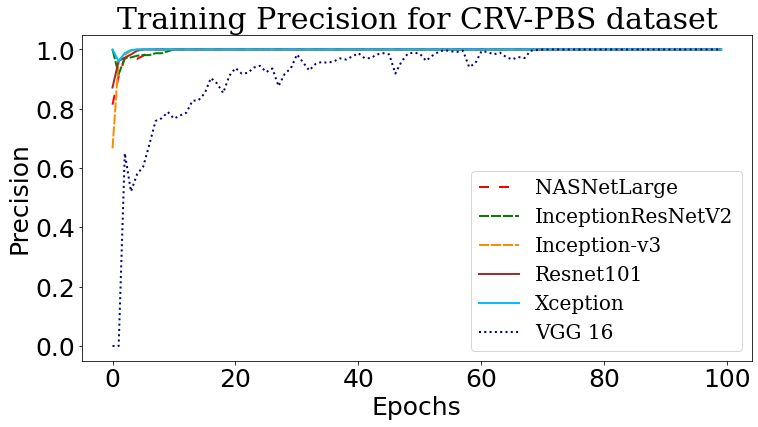 Training Precision for CRV-PBS dataset
1.0
0.8
0.6
0.4
0.2
0.0
Precision
NASNetLarge
InceptionResNetV2
Inception-v3
Resnet101
Xception
VGG 16
0 20 40 60 80 100
Epochs